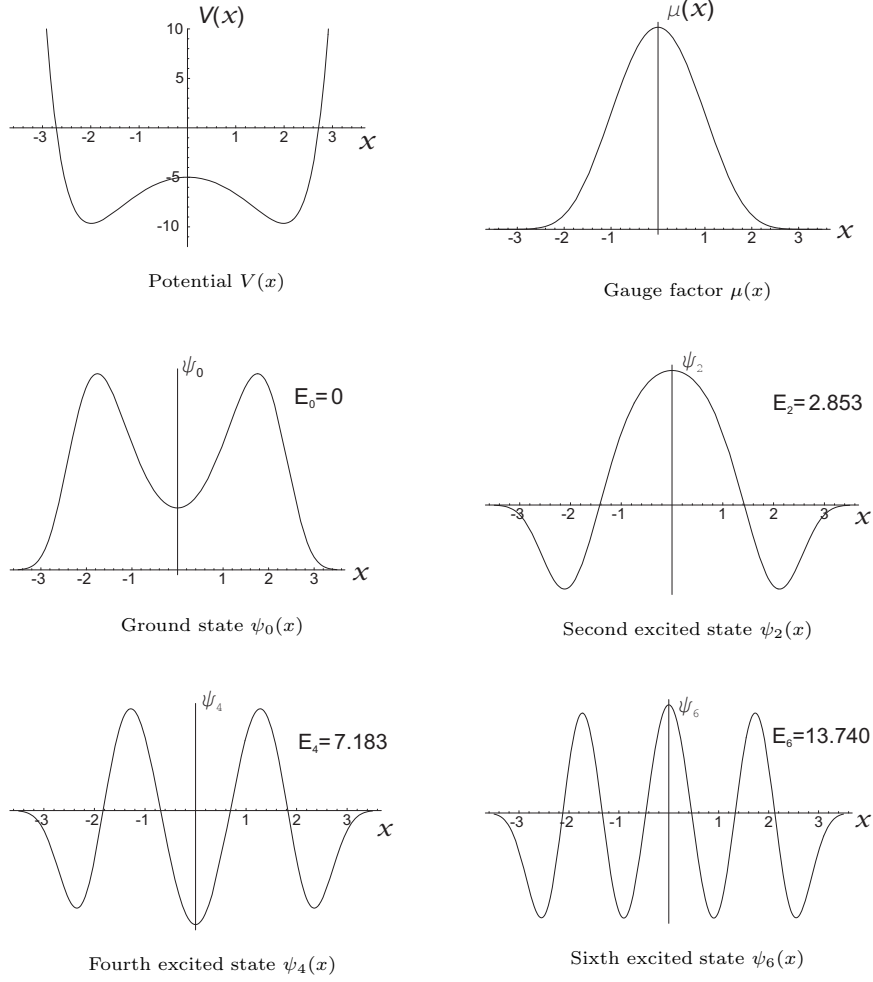 V(x)
10
5
-3 -2 -1 1 2 3 x
-5
-10
Potential V(x)
μ(x)
-3 -2 -1 1 2 3 x
Gauge factor μ(x)
ψ₀
E₀=0
-3 -2 -1 1 2 3 x
Ground state ψ₀(x)
ψ₂
E₂=2.853
-3 -2 -1 1 2 3 x
Second excited state ψ₂(x)
ψ₄
E₄=7.183
-3 -2 -1 1 2 3 x
Fourth excited state ψ₄(x)
ψ₆
E₆=13.740
-3 -2 -1 1 2 3 x
Sixth excited state ψ₆(x)